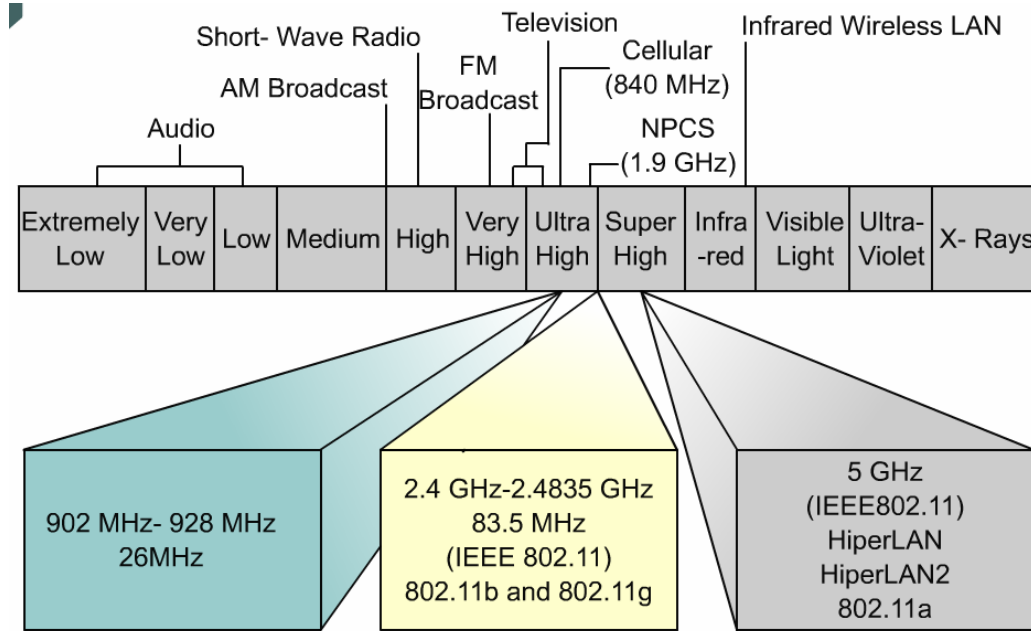 Short- Wave Radio
Television
Infrared Wireless LAN
AM Broadcast
FM
Broadcast
Cellular
(840 MHz)
Audio
NPCS
(1.9 GHz)
Extremely
Low
Very
Low
Low
Medium
High
Very
High
Ultra
High
Super
High
Infra
-red
Visible
Light
Ultra-
Violet
X- Rays
902 MHz- 928 MHz
26MHz
2.4 GHz-2.4835 GHz
83.5 MHz
(IEEE 802.11)
802.11b and 802.11g
5 GHz
(IEEE802.11)
HiperLAN
HiperLAN2
802.11a